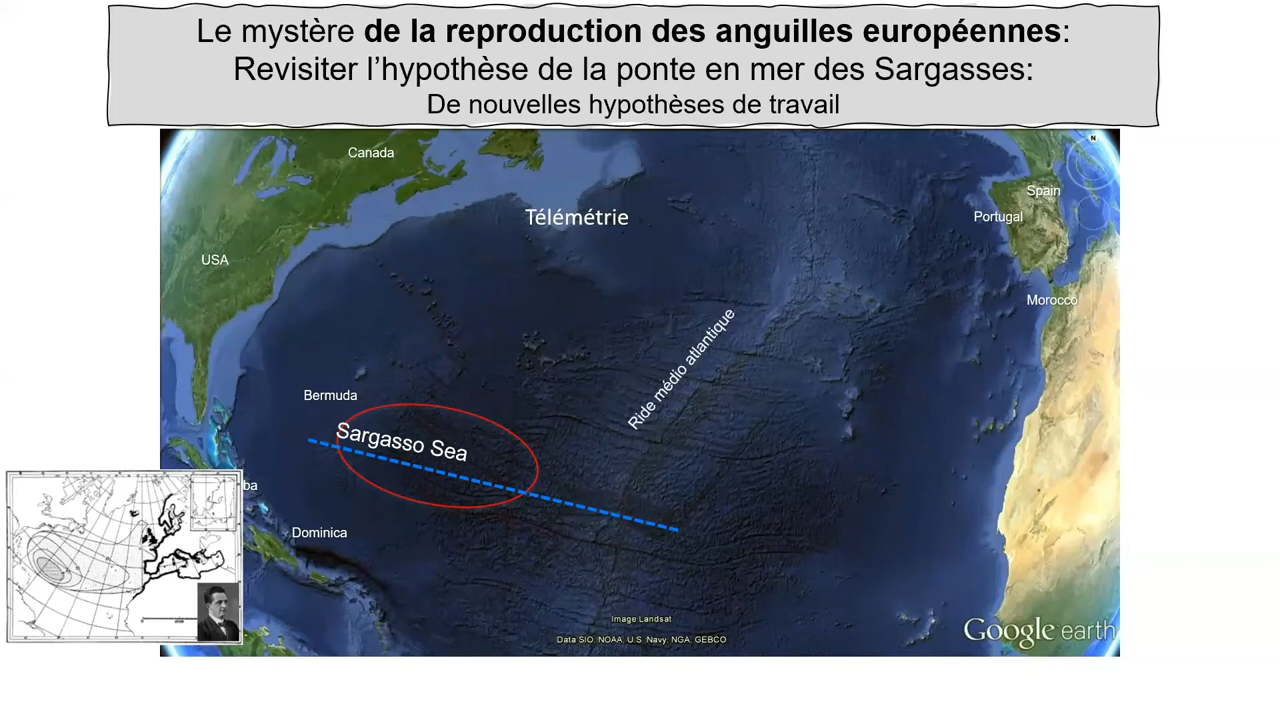 Le mystère de la reproduction des anguilles européennes:
Revisiter l’hypothèse de la ponte en mer des Sargasses:
De nouvelles hypothèses de travail
Canada
N
Spain
Télémétrie
Portugal
USA
Morocco
Ride médio atlantique
Bermuda
Sargasso Sea
ba
Dominica
Image Landsat
Data SIO, NOAA, U.S. Navy, NGA, GEBCO
Google earth